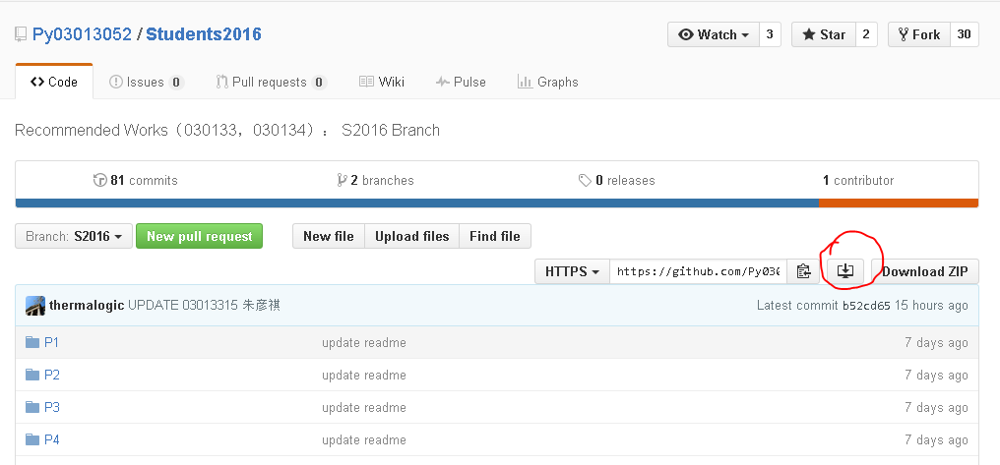 Py03013052 / Students2016
Watch 3 Star 2 Fork 30
Code Issues 0 Pull requests 0 Wiki Pulse Graphs
Recommended Works（030133，030134）： S2016 Branch
81 commits 2 branches 0 releases 1 contributor
Branch: S2016 New pull request New file Upload files Find file
HTTPS https://github.com/Py030 Download ZIP
thermalogic UPDATE 03013315 朱彦祺 Latest commit b52cd65 15 hours ago
P1 update readme 7 days ago
P2 update readme 7 days ago
P3 update readme 7 days ago
P4 update readme 7 days ago